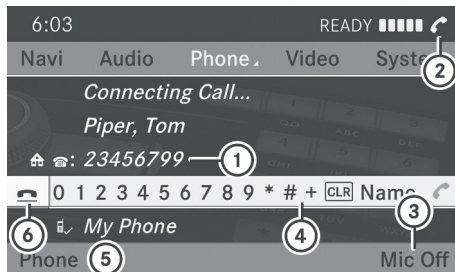 6:03 READY
2
Navi Audio Phone Video Syste
Connecting Call...
Piper, Tom
23456799 1
0 1 2 3 4 5 6 7 8 9 * # + CLR Name
3
6 My Phone 4
Phone 5 Mic Off